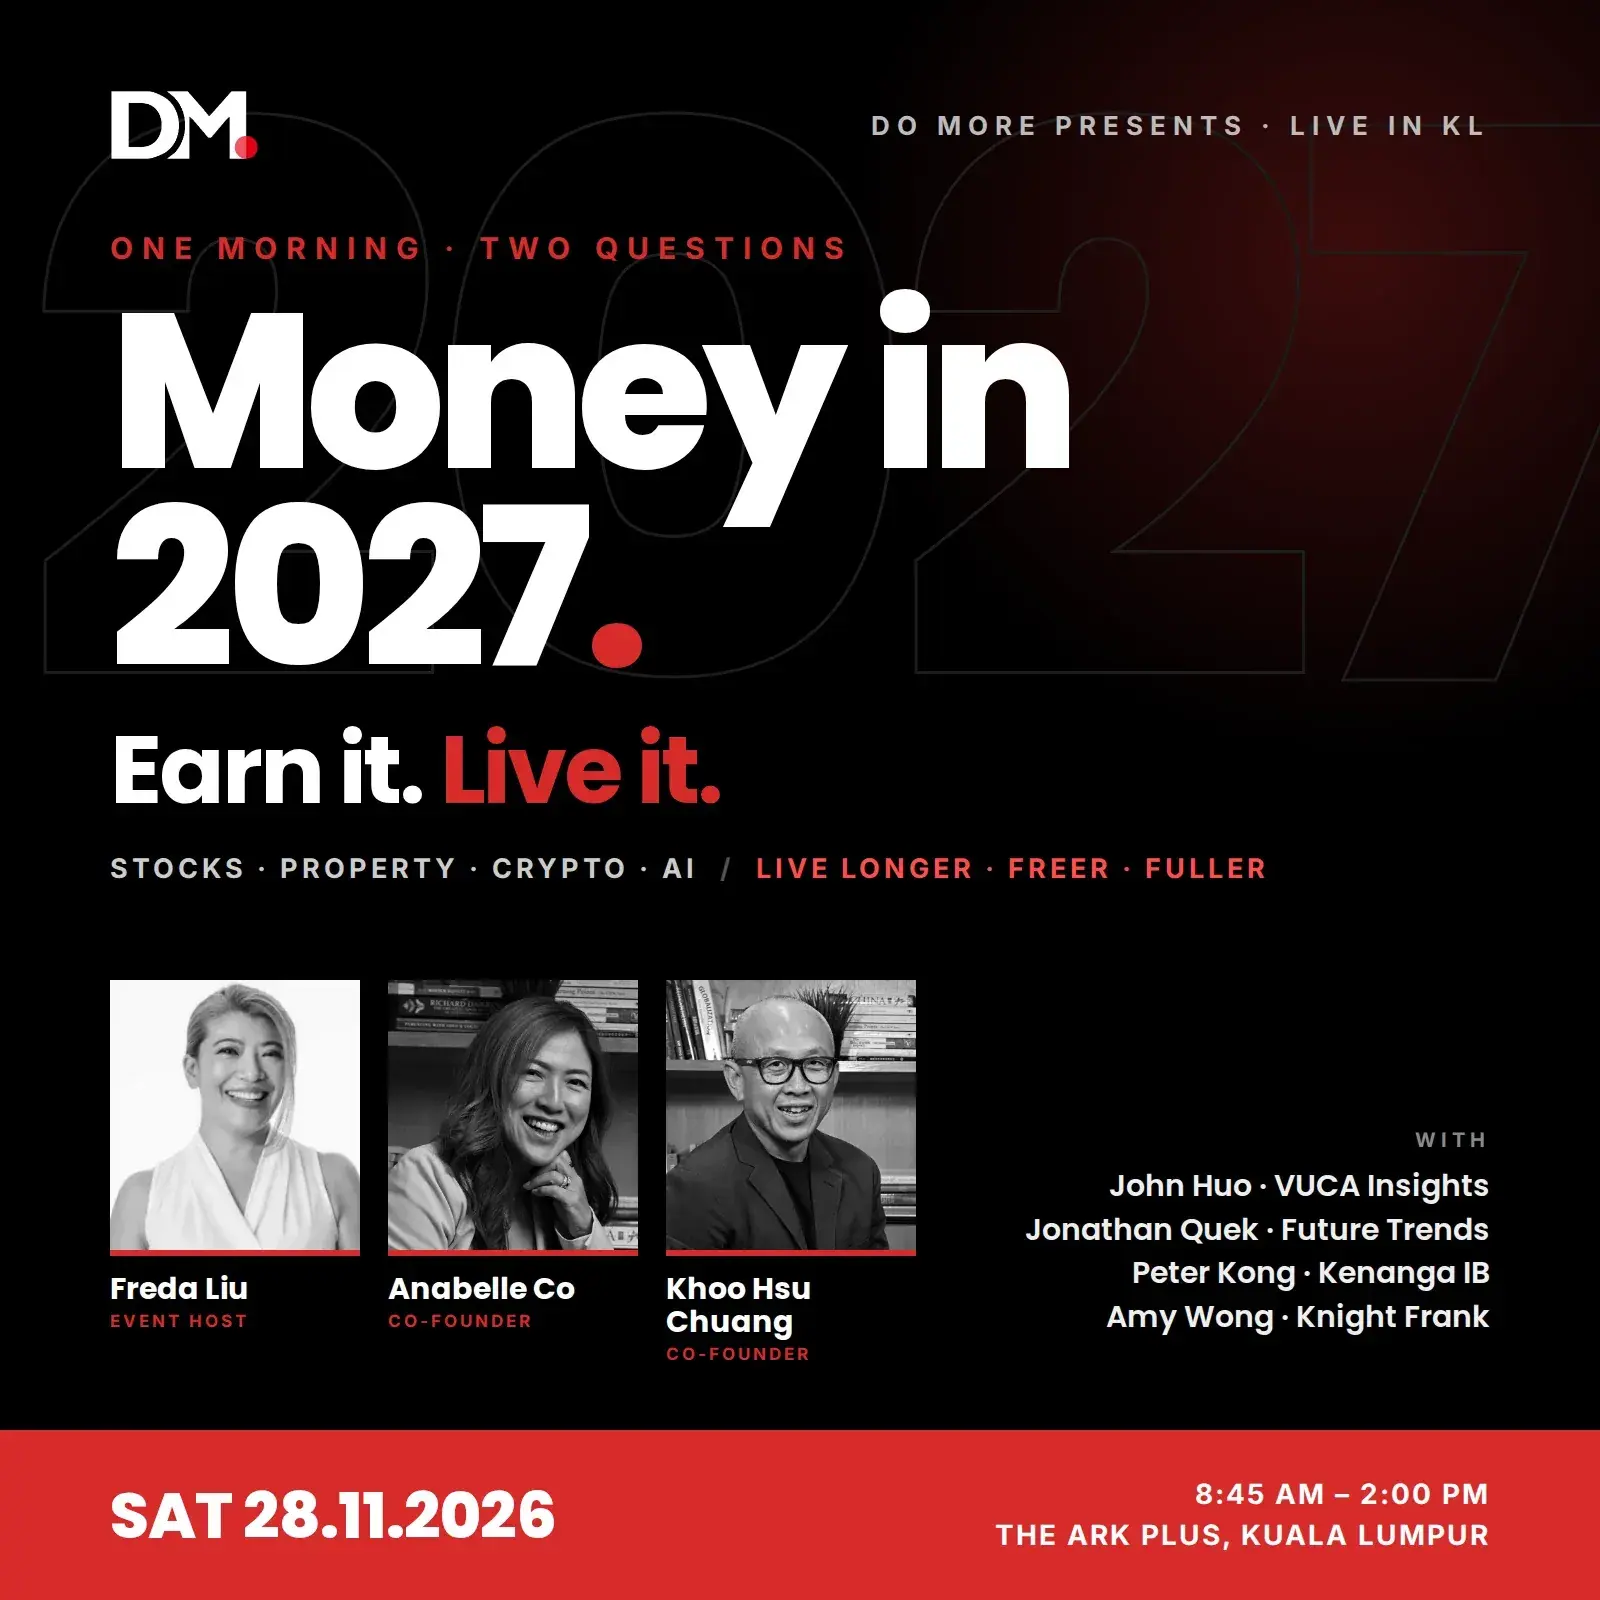 DM.
DO MORE PRESENTS · LIVE IN KL
ONE MORNING · TWO QUESTIONS
2027
Money in
2027.
Earn it. Live it.
STOCKS · PROPERTY · CRYPTO · AI / LIVE LONGER · FREER · FULLER
Freda Liu
EVENT HOST
Anabelle Co
CO-FOUNDER
Khoo Hsu
Chuang
CO-FOUNDER
WITH
John Huo · VUCA Insights
Jonathan Quek · Future Trends
Peter Kong · Kenanga IB
Amy Wong · Knight Frank
SAT 28.11.2026
8:45 AM – 2:00 PM
THE ARK PLUS, KUALA LUMPUR